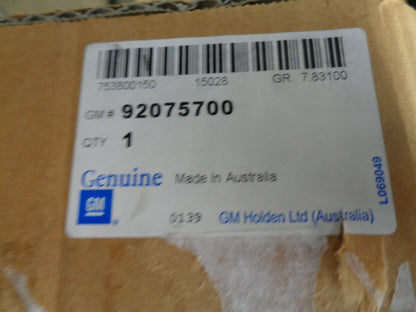 753800150 15028 GR. 7.83100
GM# 92075700
QTY. 1
Genuine Made In Australia
GM
0139 GM Holden Ltd (Australia)
L069049